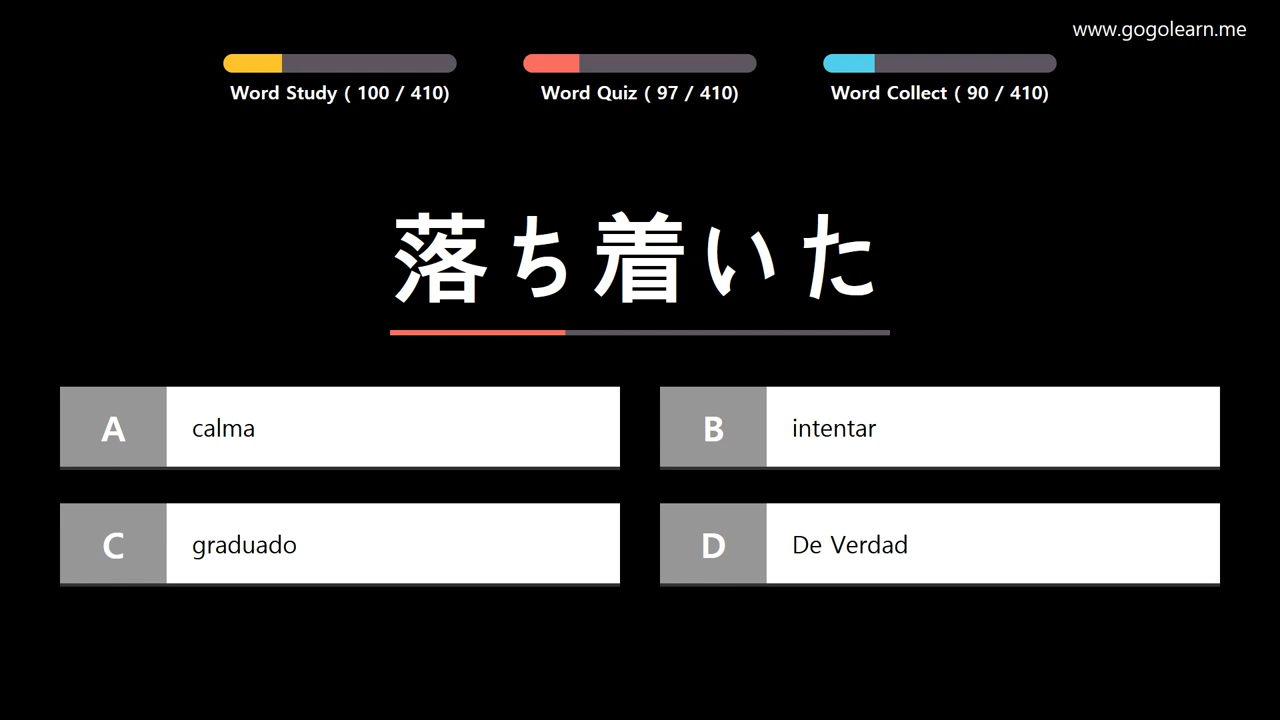 www.gogolearn.me
Word Study ( 100 / 410)
Word Quiz ( 97 / 410)
Word Collect ( 90 / 410)
落ち着いた
A calma
B intentar
C graduado
D De Verdad